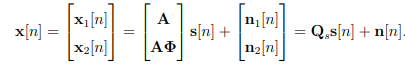 x[n] = [x₁[n] x₂[n]] = [A AΦ] s[n] + [n₁[n] n₂[n]] = Qₛs[n] + n[n].